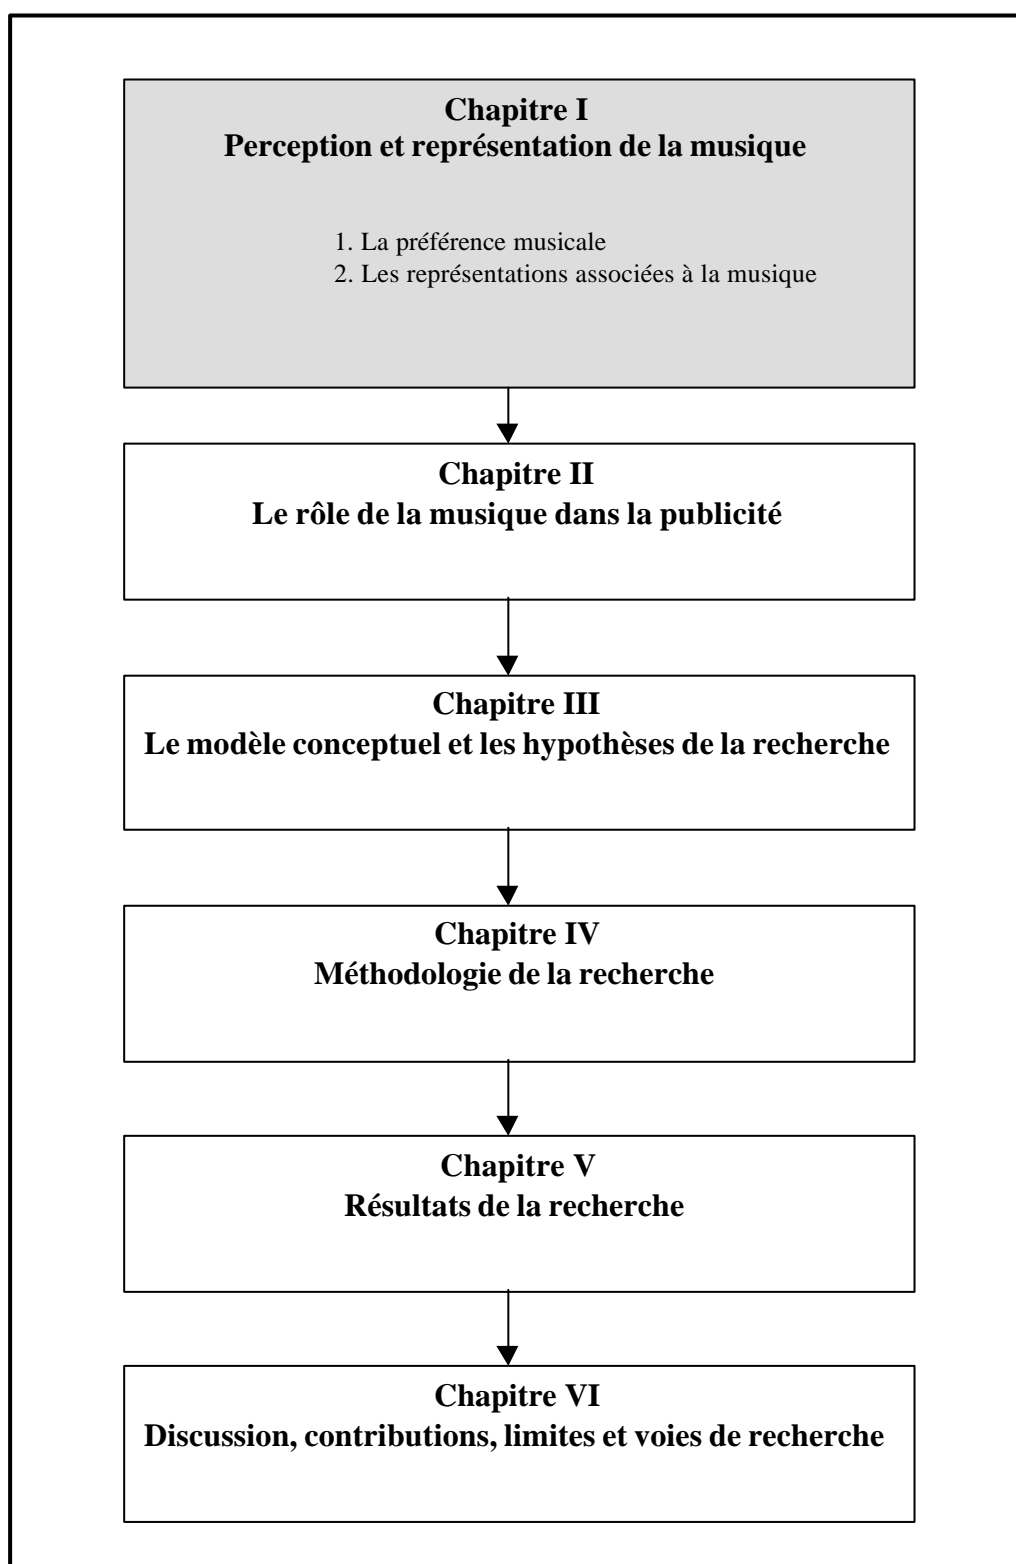 Chapitre I
Perception et représentation de la musique
1. La préférence musicale
2. Les représentations associées à la musique
Chapitre II
Le rôle de la musique dans la publicité
Chapitre III
Le modèle conceptuel et les hypothèses de la recherche
Chapitre IV
Méthodologie de la recherche
Chapitre V
Résultats de la recherche
Chapitre VI
Discussion, contributions, limites et voies de recherche